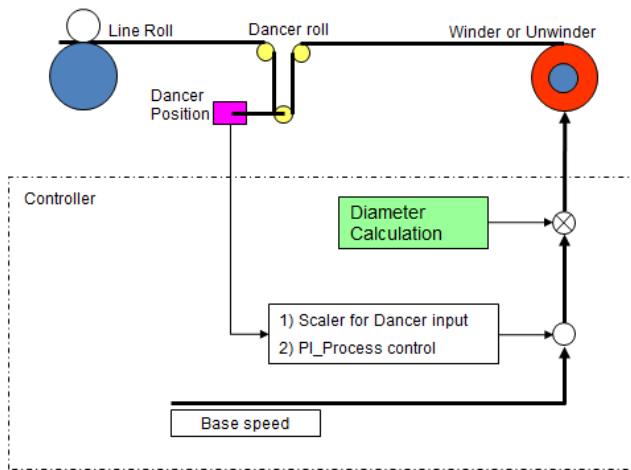 Line Roll
Dancer roll
Winder or Unwinder
Dancer
Position
Controller
Diameter
Calculation
1) Scaler for Dancer input
2) PI_Process control
Base speed